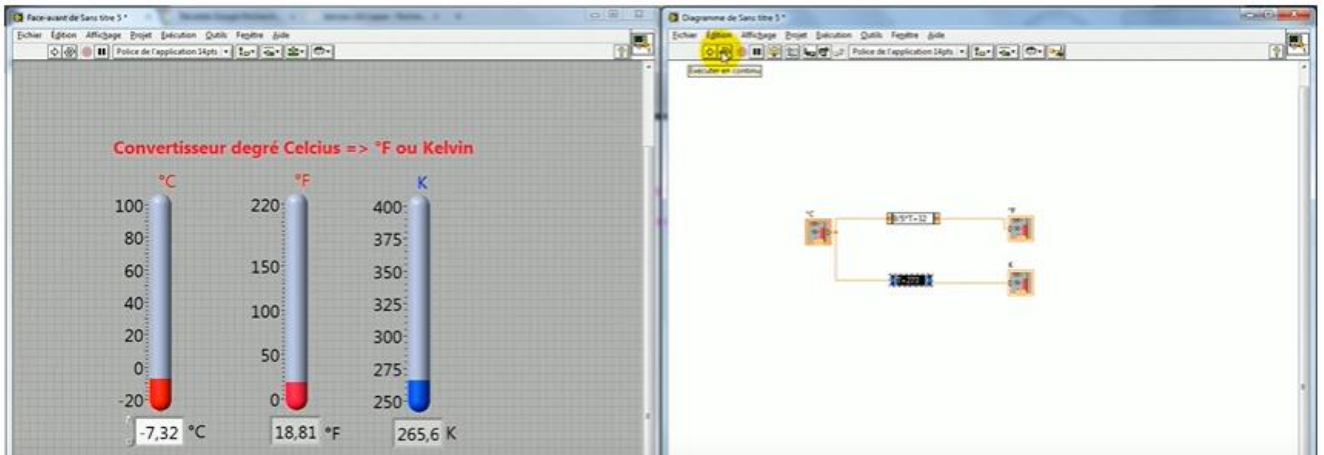 Face-avant de Sans titre 5 *
Fichier Édition Affichage Projet Exécution Outils Fenêtre Aide
Police de l'application 14pts
Convertisseur degré Celcius => °F ou Kelvin
°C °F K
100 220 400
80 375
60 150 350
40 100 325
20 300
0 50 275
-20 0 250
-7,32 °C 18,81 °F 265,6 K
Diagramme de Sans titre 5 *
Fichier Édition Affichage Projet Exécution Outils Fenêtre Aide
Police de l'application 14pts
Exécuter en continu
°C °F
K